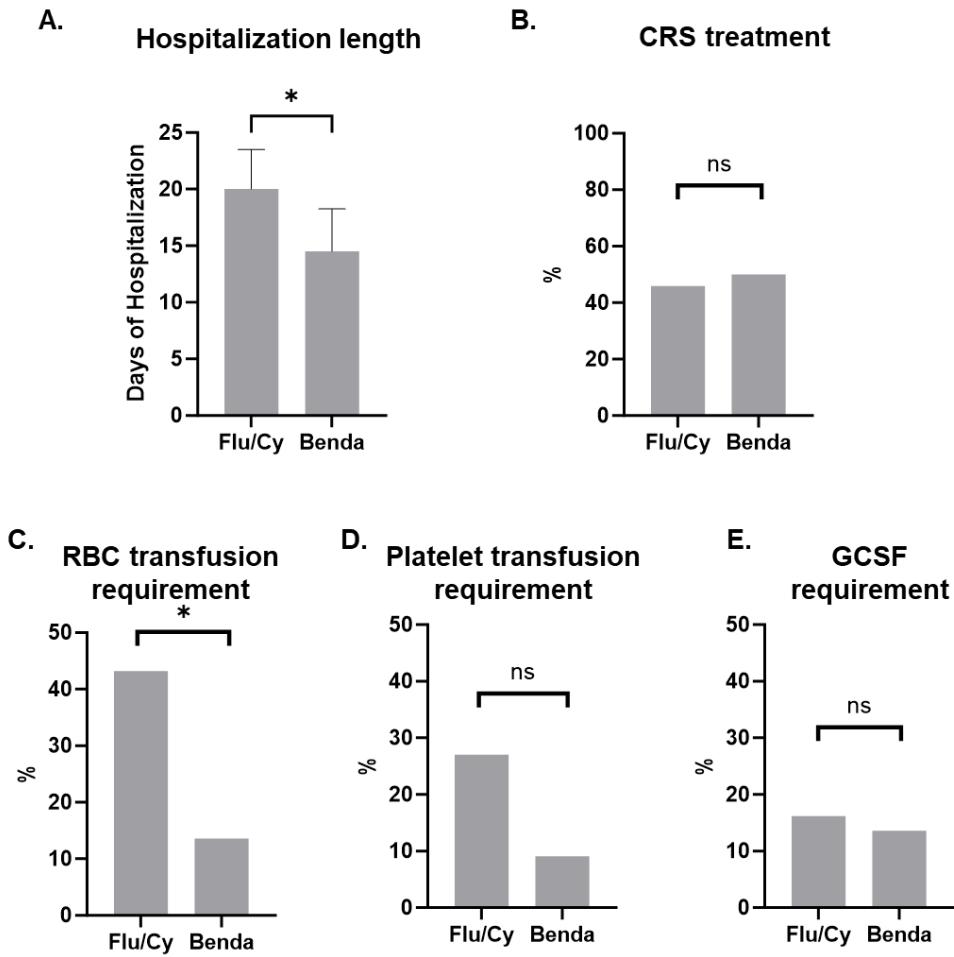 A.
Hospitalization length
*
Days of Hospitalization
25
20
15
10
5
0
Flu/Cy Benda
B.
CRS treatment
ns
%
100
80
60
40
20
0
Flu/Cy Benda
C.
RBC transfusion
requirement
*
%
50
40
30
20
10
0
Flu/Cy Benda
D.
Platelet transfusion
requirement
ns
%
50
40
30
20
10
0
Flu/Cy Benda
E.
GCSF
requirement
ns
%
50
40
30
20
10
0
Flu/Cy Benda